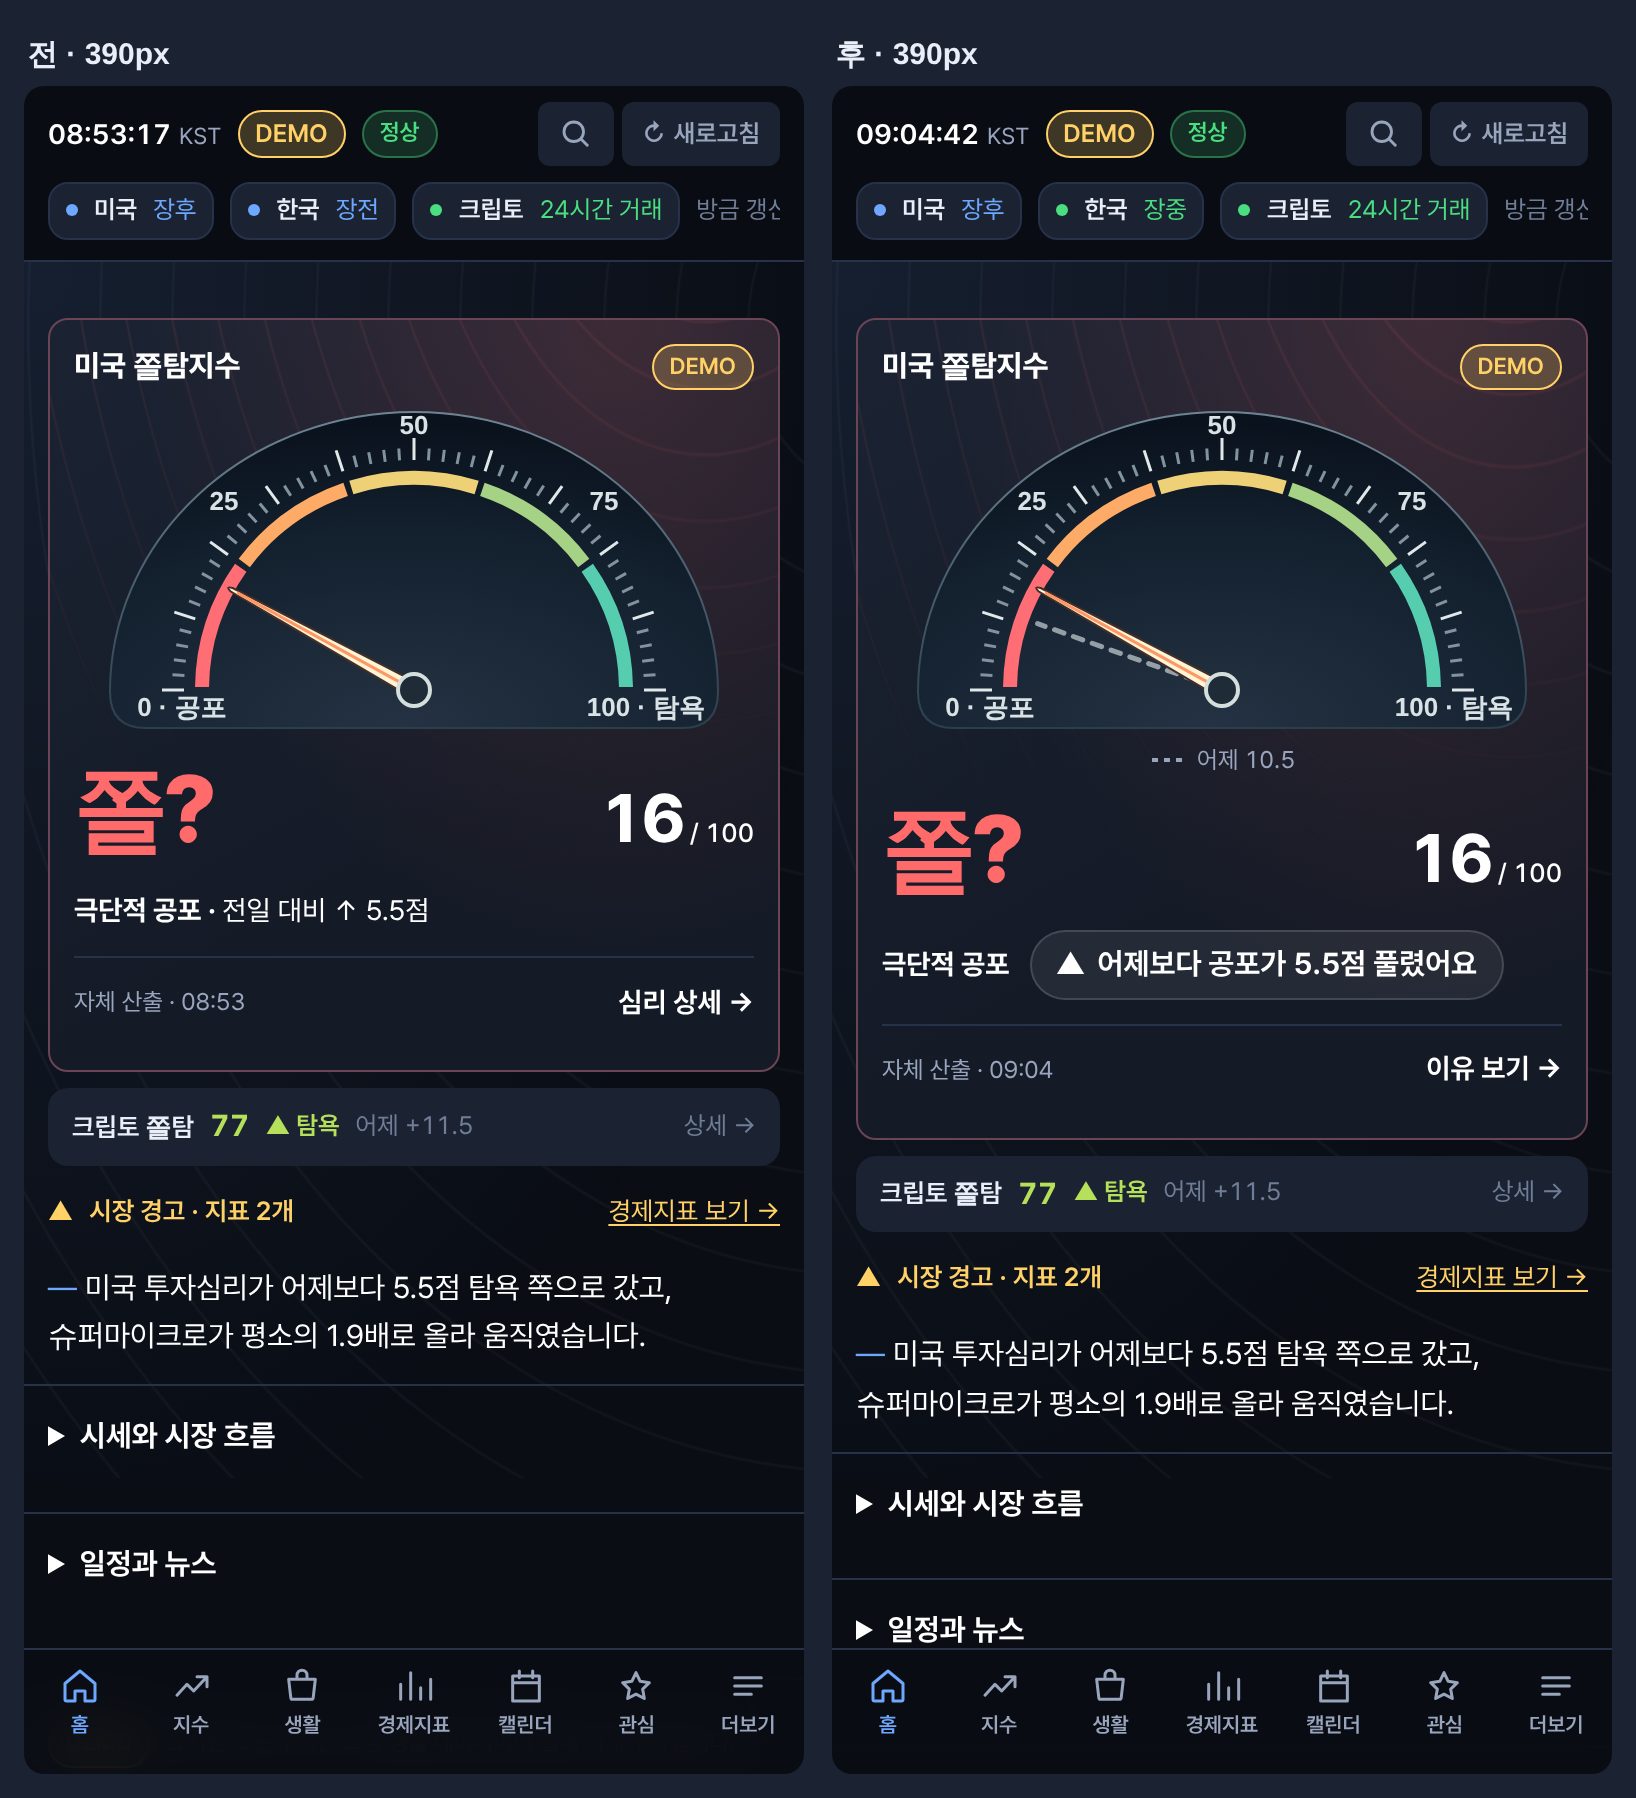 전 · 390px
08:53:17 KST DEMO 정상 새로고침
미국 장후 한국 장전 크립토 24시간 거래 방금
미국 쫄탐지수 DEMO
50
25 75
0 · 공포 100 · 탐욕
쫄? 16 / 100
극단적 공포 · 전일 대비 ↑ 5.5점
자체 산출 · 08:53 심리 상세 →
크립토 쫄탐 77 ▲ 탐욕 어제 +11.5 상세 →
▲ 시장 경고 · 지표 2개 경제지표 보기 →
— 미국 투자심리가 어제보다 5.5점 탐욕 쪽으로 갔고,
슈퍼마이크로가 평소의 1.9배로 올라 움직였습니다.
▶ 시세와 시장 흐름
▶ 일정과 뉴스
홈 지수 생활 경제지표 캘린더 관심 더보기
후 · 390px
09:04:42 KST DEMO 정상 새로고침
미국 장후 한국 장중 크립토 24시간 거래 방금
미국 쫄탐지수 DEMO
50
25 75
0 · 공포 100 · 탐욕
어제 10.5
쫄? 16 / 100
극단적 공포 ▲ 어제보다 공포가 5.5점 풀렸어요
자체 산출 · 09:04 이유 보기 →
크립토 쫄탐 77 ▲ 탐욕 어제 +11.5 상세 →
▲ 시장 경고 · 지표 2개 경제지표 보기 →
— 미국 투자심리가 어제보다 5.5점 탐욕 쪽으로 갔고,
슈퍼마이크로가 평소의 1.9배로 올라 움직였습니다.
▶ 시세와 시장 흐름
▶ 일정과 뉴스
홈 지수 생활 경제지표 캘린더 관심 더보기